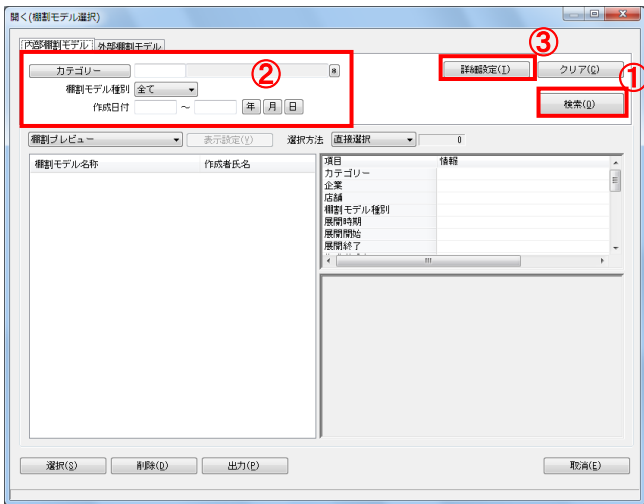 開く(棚割モデル選択)
内部棚割モデル 外部棚割モデル
③
カテゴリー ② * 詳細設定(I) クリア(C) ①
棚割モデル種別 全て
検索(Q)
作成日付 ～ 年 月 日
棚割プレビュー 表示設定(V) 選択方法 直接選択 0
棚割モデル名称 作成者氏名
項目 情報
カテゴリー
企業
店舗
棚割モデル種別
展開時期
展開開始
展開終了
選択(S) 削除(D) 出力(P) 取消(E)